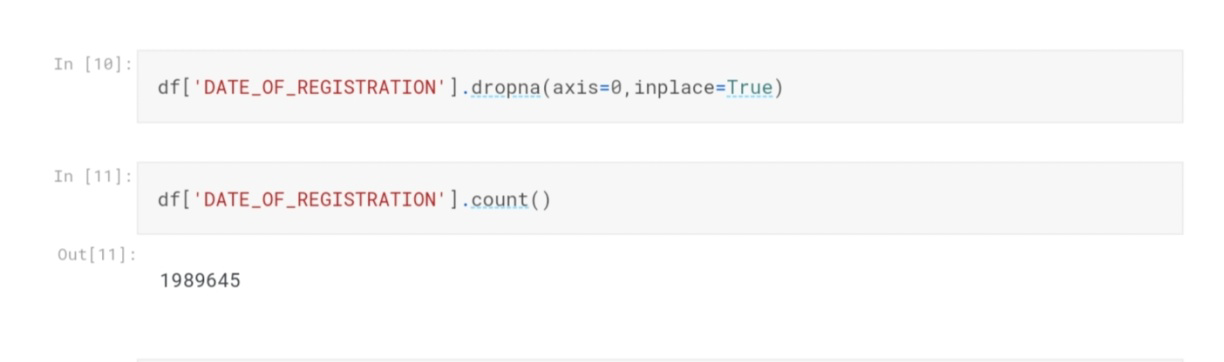 In [10]:
df['DATE_OF_REGISTRATION'].dropna(axis=0,inplace=True)
In [11]:
df['DATE_OF_REGISTRATION'].count()
Out[11]:
1989645